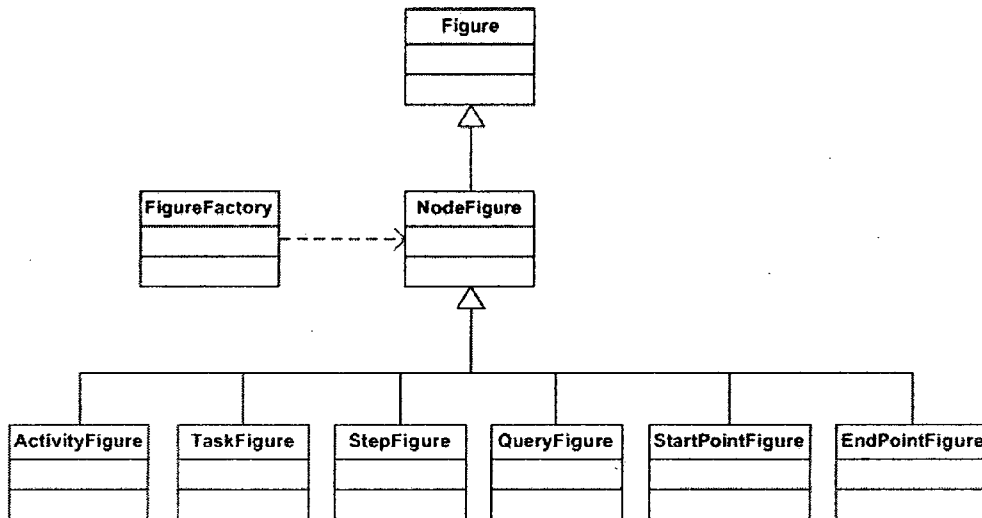 Figure
FigureFactory
NodeFigure
ActivityFigure
TaskFigure
StepFigure
QueryFigure
StartPointFigure
EndPointFigure